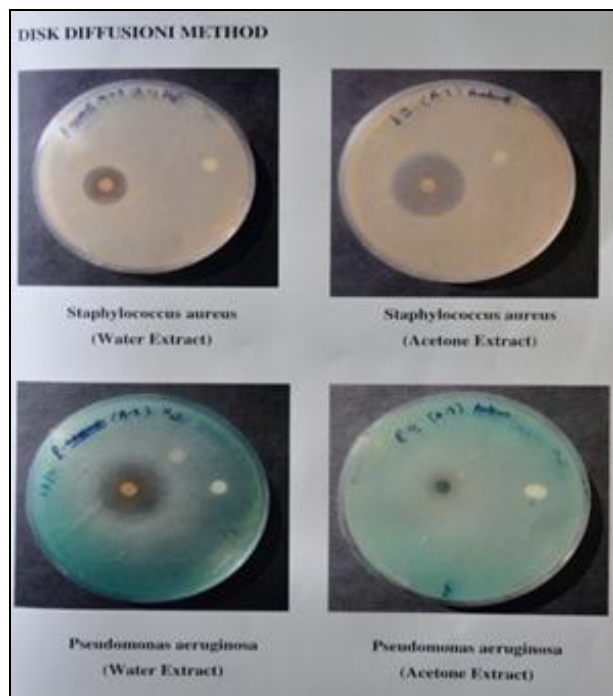 DISK DIFFUSIONI METHOD
Staphylococcus aureus
(Water Extract)
Staphylococcus aureus
(Acetone Extract)
Pseudomonas aeruginosa
(Water Extract)
Pseudomonas aeruginosa
(Acetone Extract)